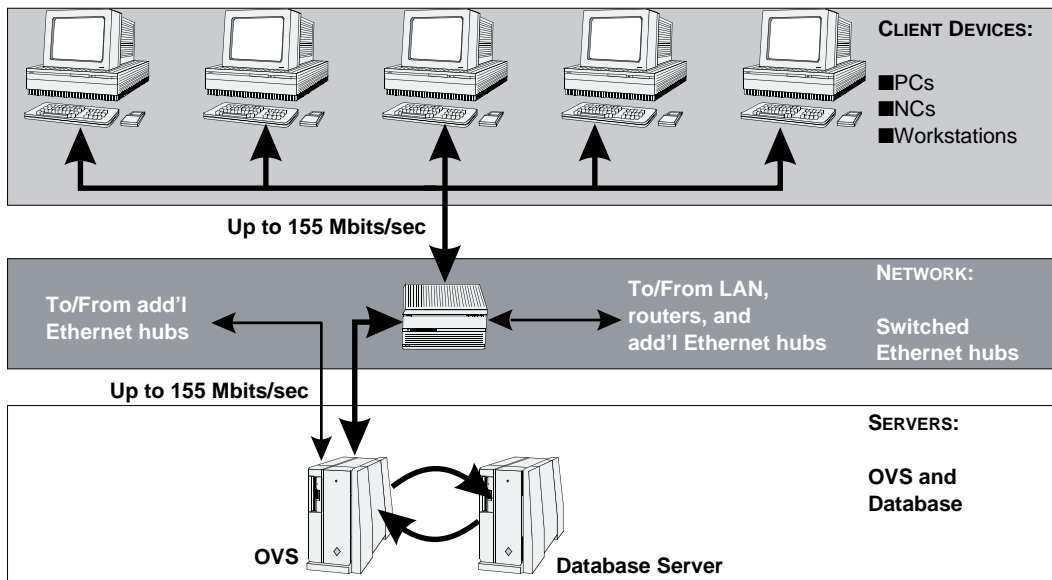 CLIENT DEVICES:
■PCs
■NCs
■Workstations
Up to 155 Mbits/sec
To/From add'l
Ethernet hubs
To/From LAN,
routers, and
add'l Ethernet hubs
NETWORK:
Switched
Ethernet hubs
Up to 155 Mbits/sec
SERVERS:
OVS and
Database
OVS
Database Server